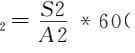 ₂ = S2 / A2 * 60(